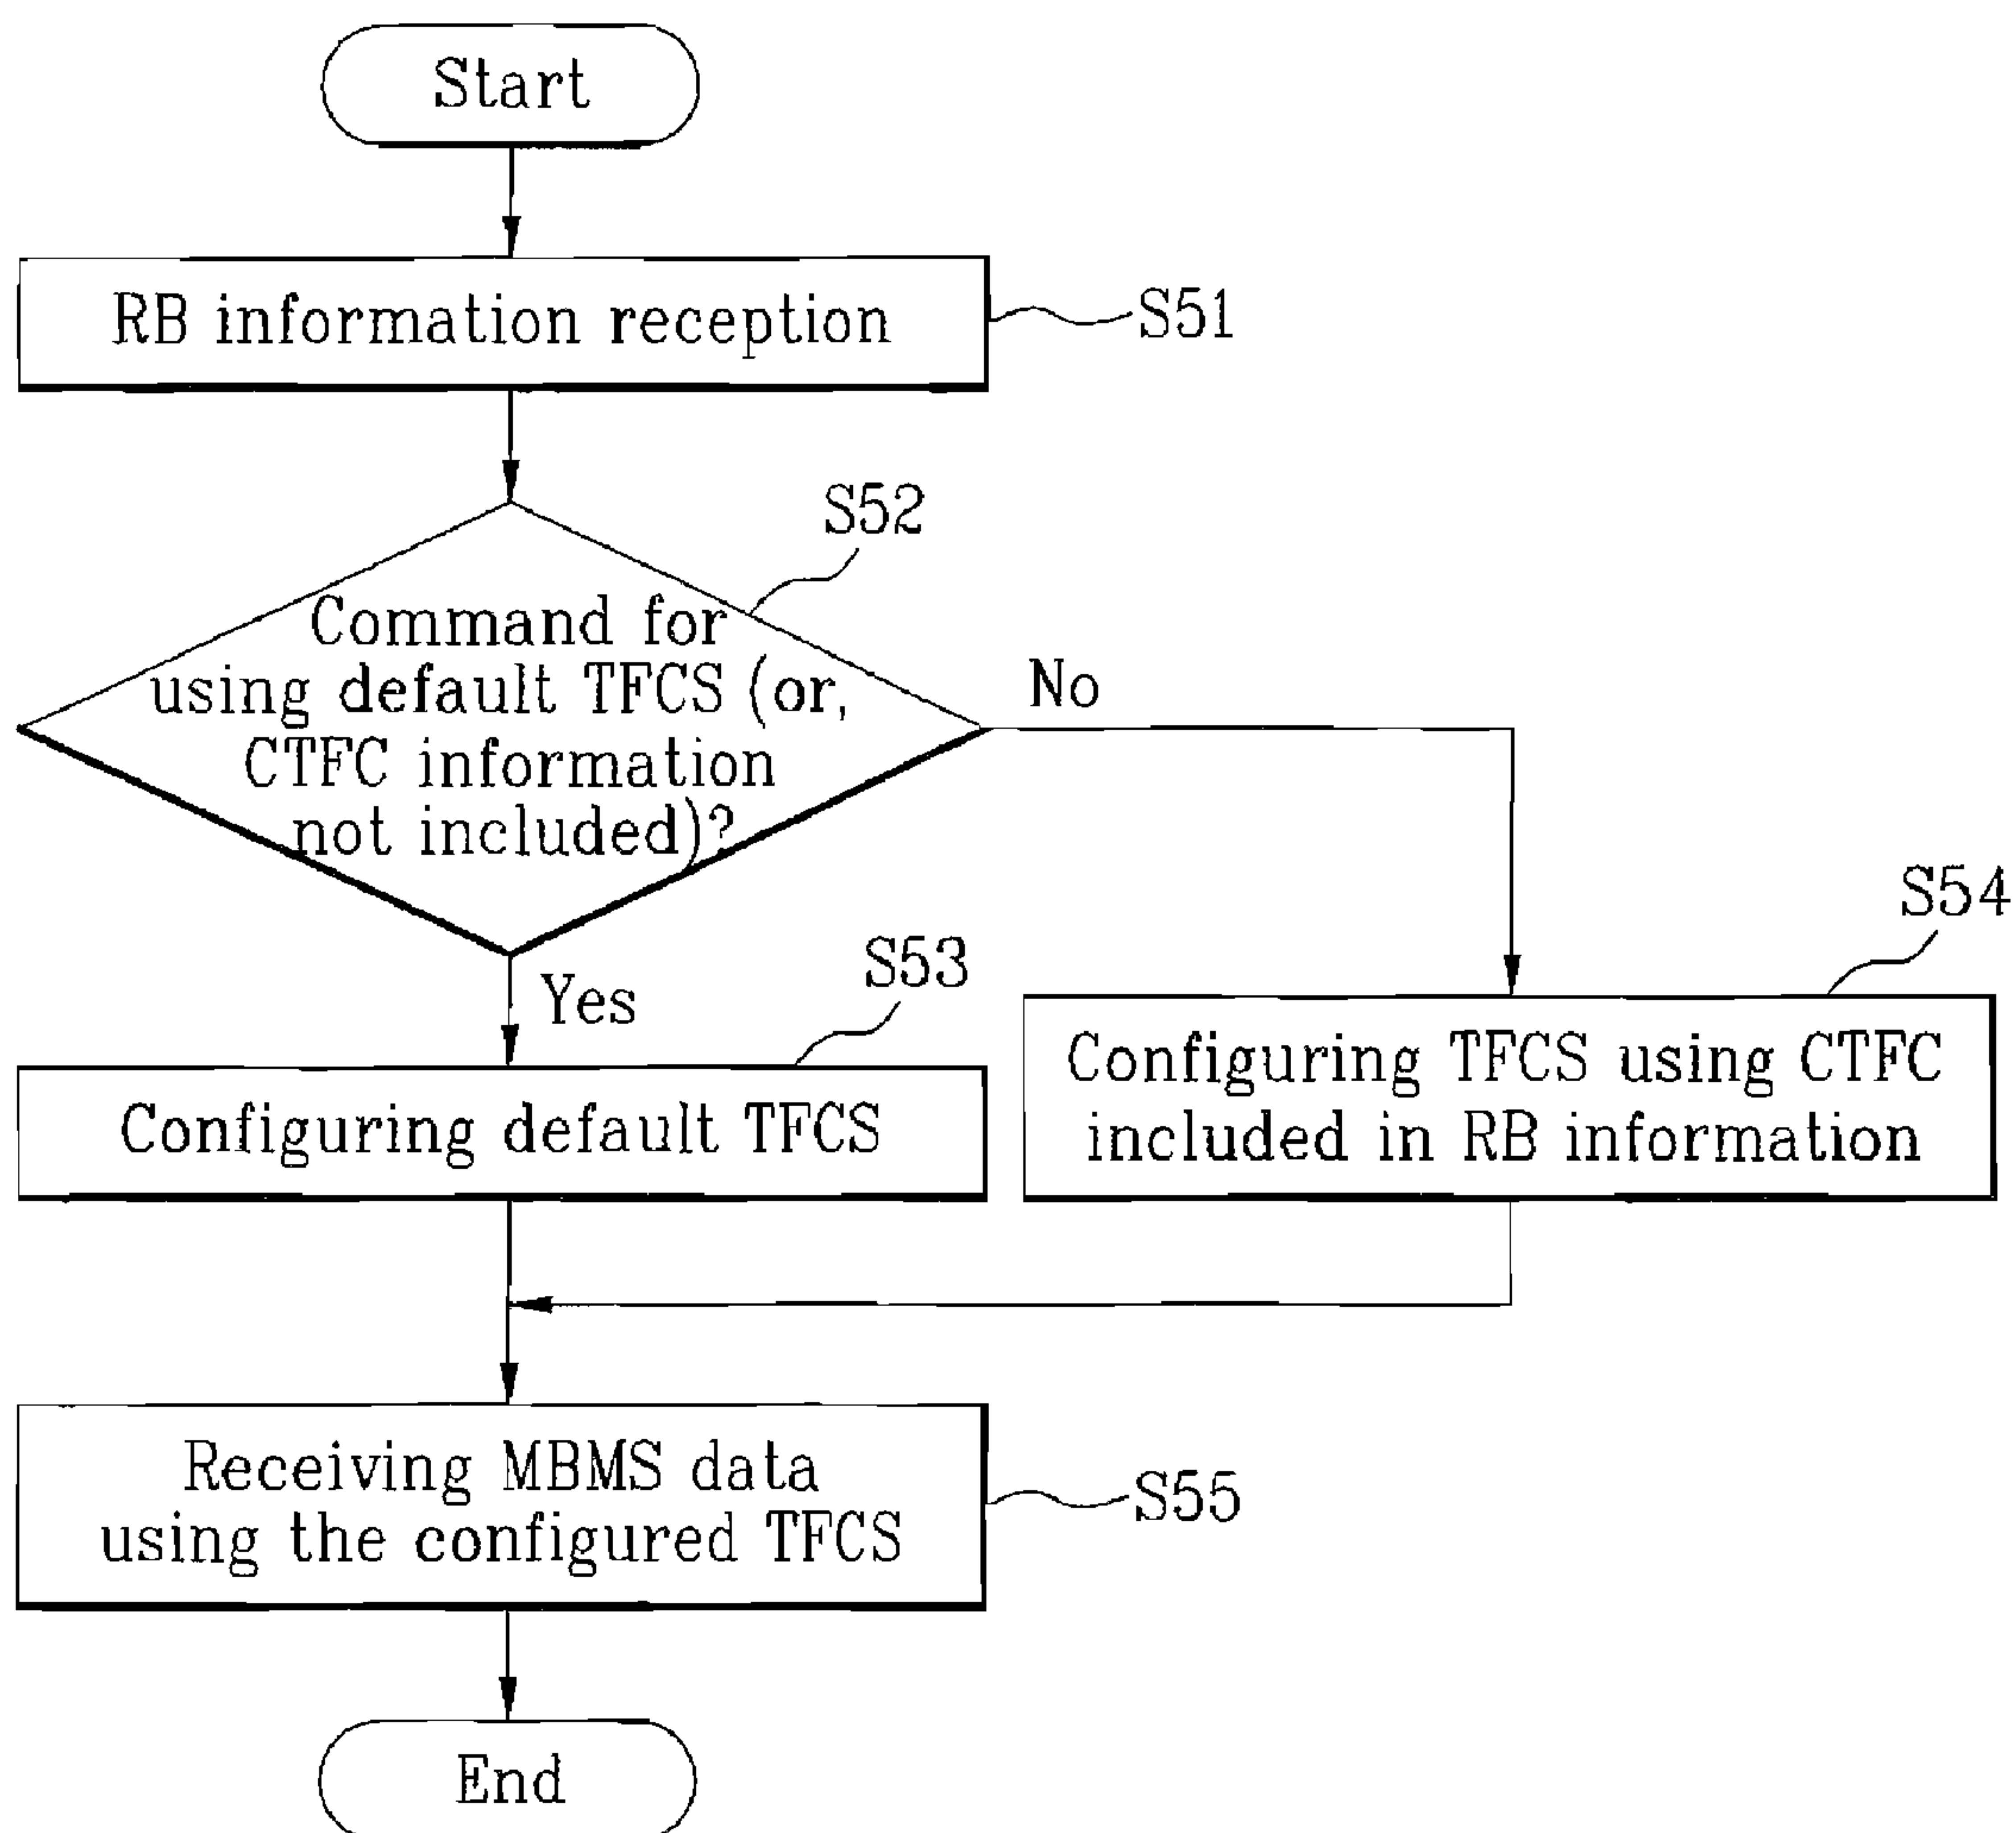 Start
RB information reception
S51
S52
Command for
using default TFCS (or,
CTFC information
not included)?
No
Yes
S53
S54
Configuring default TFCS
Configuring TFCS using CTFC
included in RB information
Receiving MBMS data
using the configured TFCS
S55
End